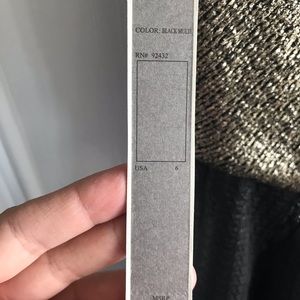 COLOR: BLACK MULTI
RN# 92432
USA 6
MSRP